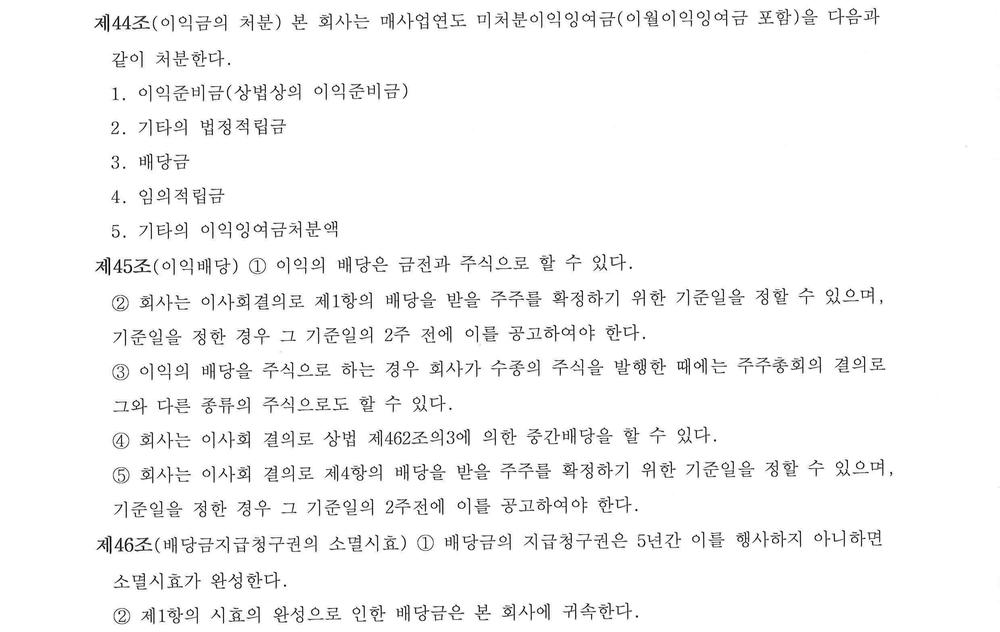 제44조(이익금의 처분) 본 회사는 매사업연도 미처분이익잉여금(이월이익잉여금 포함)을 다음과
같이 처분한다.
1. 이익준비금(상법상의 이익준비금)
2. 기타의 법정적립금
3. 배당금
4. 임의적립금
5. 기타의 이익잉여금처분액
제45조(이익배당) ① 이익의 배당은 금전과 주식으로 할 수 있다.
② 회사는 이사회결의로 제1항의 배당을 받을 주주를 확정하기 위한 기준일을 정할 수 있으며,
기준일을 정한 경우 그 기준일의 2주 전에 이를 공고하여야 한다.
③ 이익의 배당을 주식으로 하는 경우 회사가 수종의 주식을 발행한 때에는 주주총회의 결의로
그와 다른 종류의 주식으로도 할 수 있다.
④ 회사는 이사회 결의로 상법 제462조의3에 의한 중간배당을 할 수 있다.
⑤ 회사는 이사회 결의로 제4항의 배당을 받을 주주를 확정하기 위한 기준일을 정할 수 있으며,
기준일을 정한 경우 그 기준일의 2주전에 이를 공고하여야 한다.
제46조(배당금지급청구권의 소멸시효) ① 배당금의 지급청구권은 5년간 이를 행사하지 아니하면
소멸시효가 완성한다.
② 제1항의 시효의 완성으로 인한 배당금은 본 회사에 귀속한다.